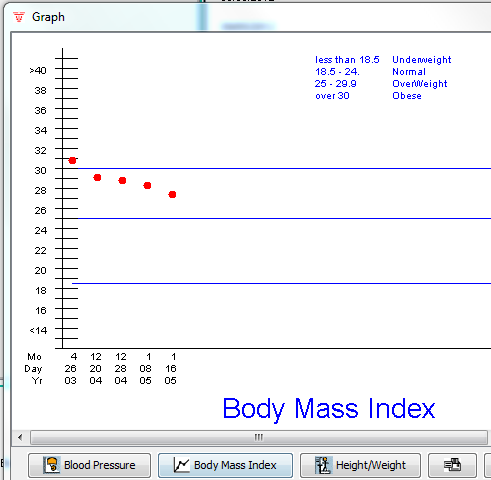 Graph
less than 18.5 Underweight
18.5 - 24. Normal
25 - 29.9 OverWeight
over 30 Obese
>40
38
36
34
32
30
28
26
24
22
20
18
16
<14
Mo 4 12 12 1 1
Day 26 20 28 08 16
Yr 03 04 04 05 05
Body Mass Index
Blood Pressure Body Mass Index Height/Weight